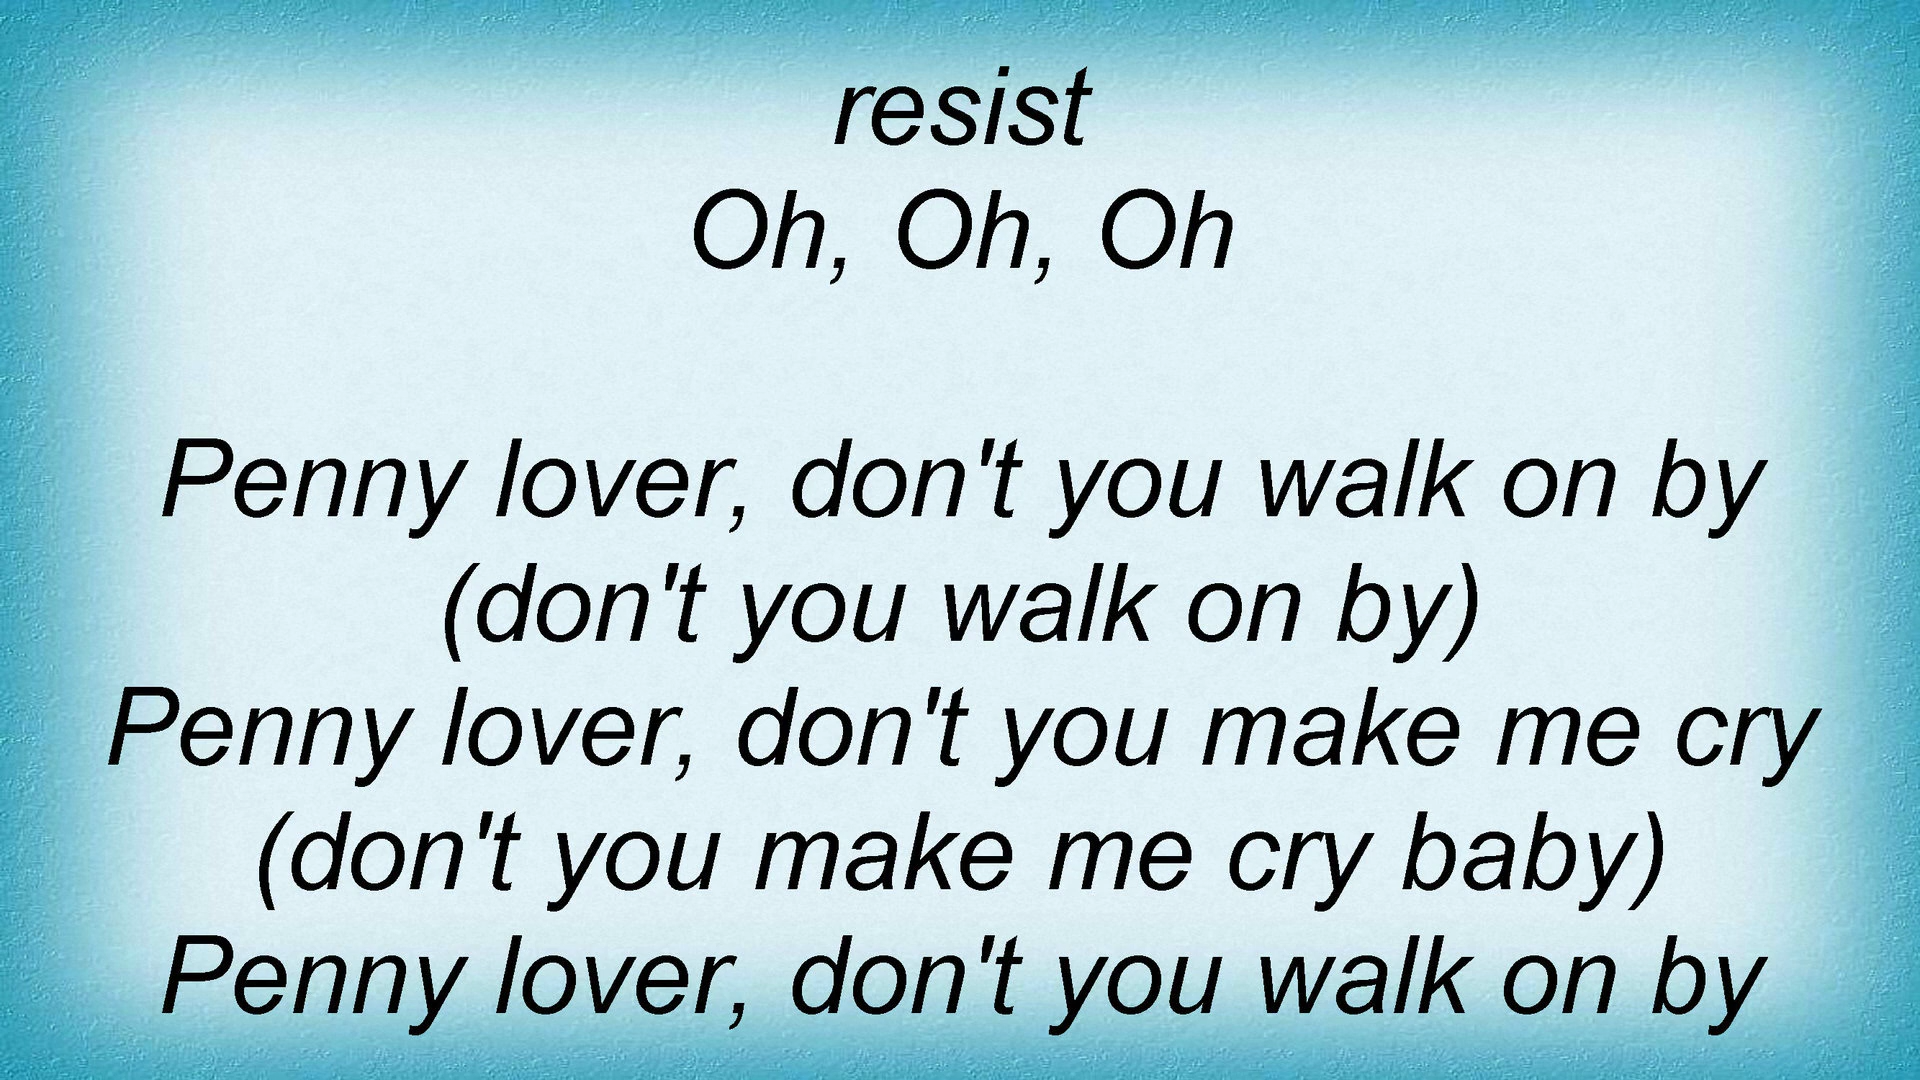 resist
Oh, Oh, Oh
Penny lover, don't you walk on by
(don't you walk on by)
Penny lover, don't you make me cry
(don't you make me cry baby)
Penny lover, don't you walk on by